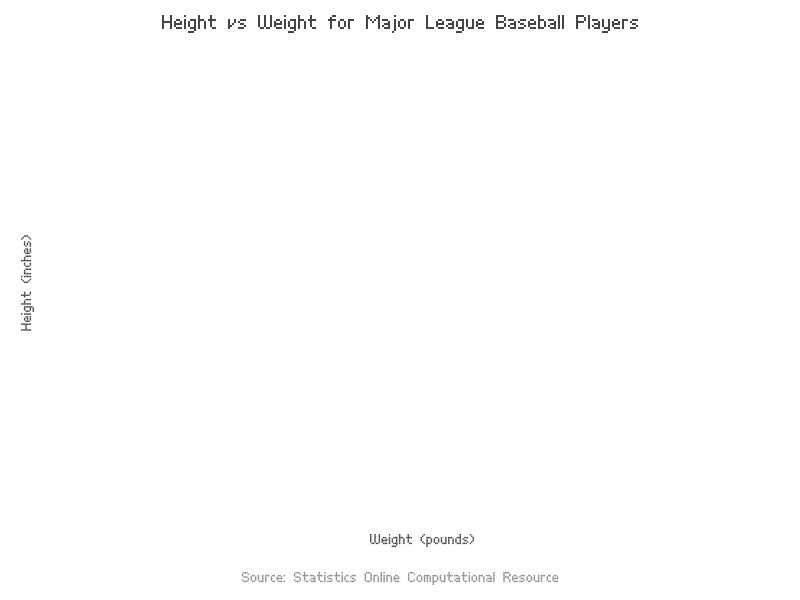 Height vs Weight for Major League Baseball Players
Height (inches)
Weight (pounds)
Source: Statistics Online Computational Resource